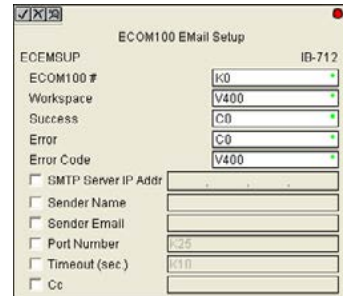 ECOM100 EMail Setup
ECEMSUP IB-712
ECOM100 # K0
Workspace V400
Success C0
Error C0
Error Code V400
SMTP Server IP Addr . . .
Sender Name
Sender Email
Port Number K25
Timeout (sec.) K10
Cc